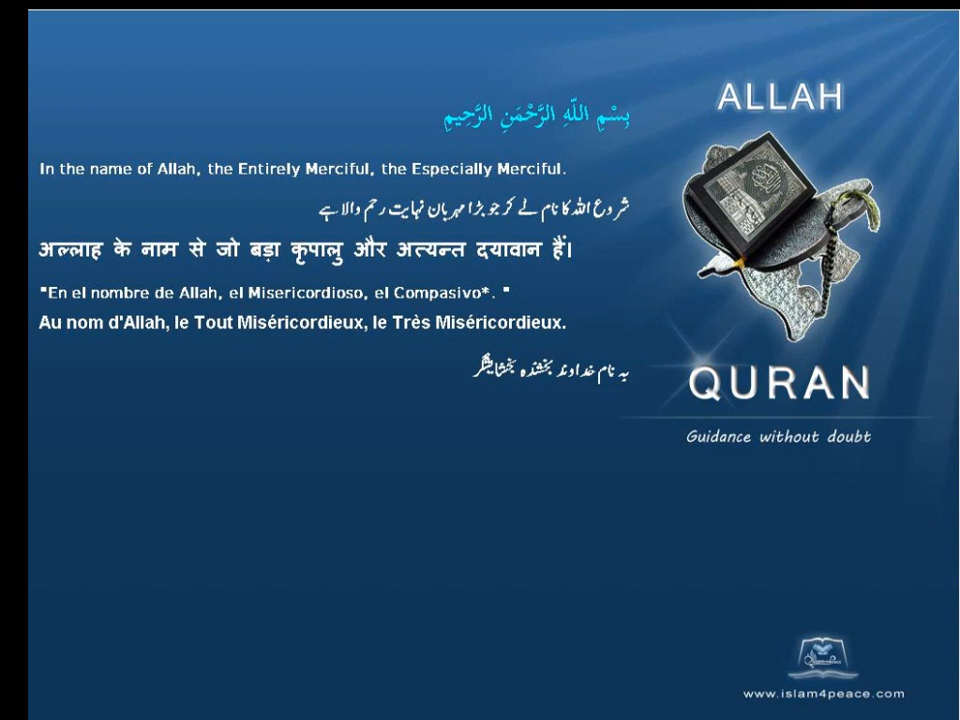 بِسْمِ اللّهِ الرَّحْمَنِ الرَّحِيمِ
In the name of Allah, the Entirely Merciful, the Especially Merciful.
شروع الله کا نام لے کر جو بڑا مہربان نہایت رحم والا ہے
अल्लाह के नाम से जो बड़ा कृपालु और अत्यन्त दयावान हैं।
"En el nombre de Allah, el Misericordioso, el Compasivo*. "
Au nom d'Allah, le Tout Miséricordieux, le Très Miséricordieux.
به نام خداوند بخشنده بخشایشگر
ALLAH
QURAN
Guidance without doubt
www.islam4peace.com